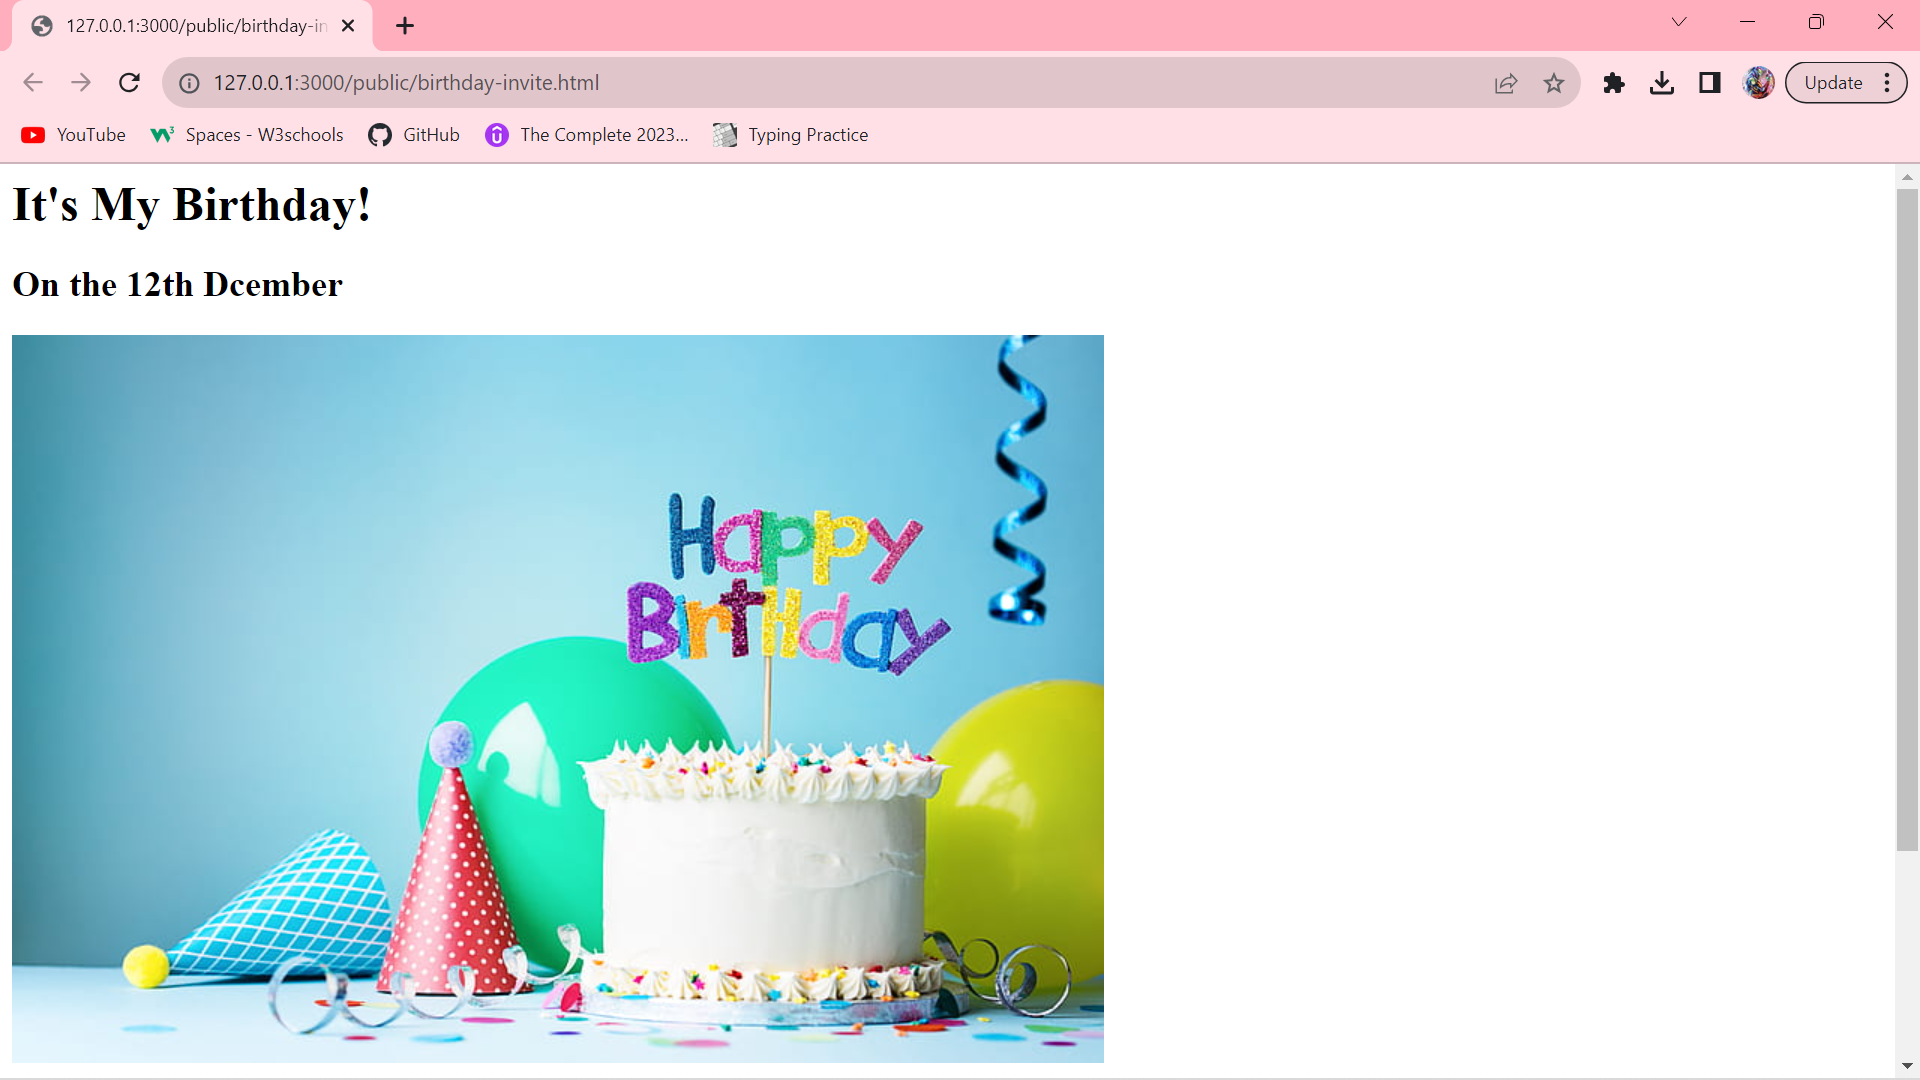 127.0.0.1:3000/public/birthday-in
127.0.0.1:3000/public/birthday-invite.html
Update
YouTube
Spaces - W3schools
GitHub
The Complete 2023...
Typing Practice
It's My Birthday!
On the 12th Dcember
Happy
BirtHday